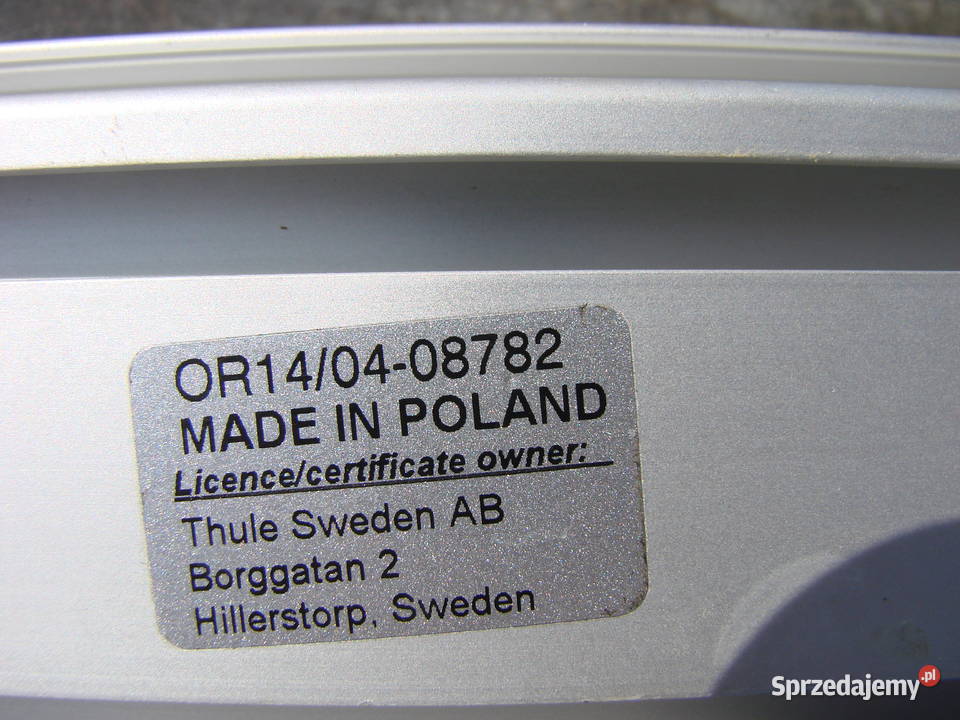 OR14/04-08782
MADE IN POLAND
Licence/certificate owner:
Thule Sweden AB
Borggatan 2
Hillerstorp, Sweden
Sprzedajemy.pl